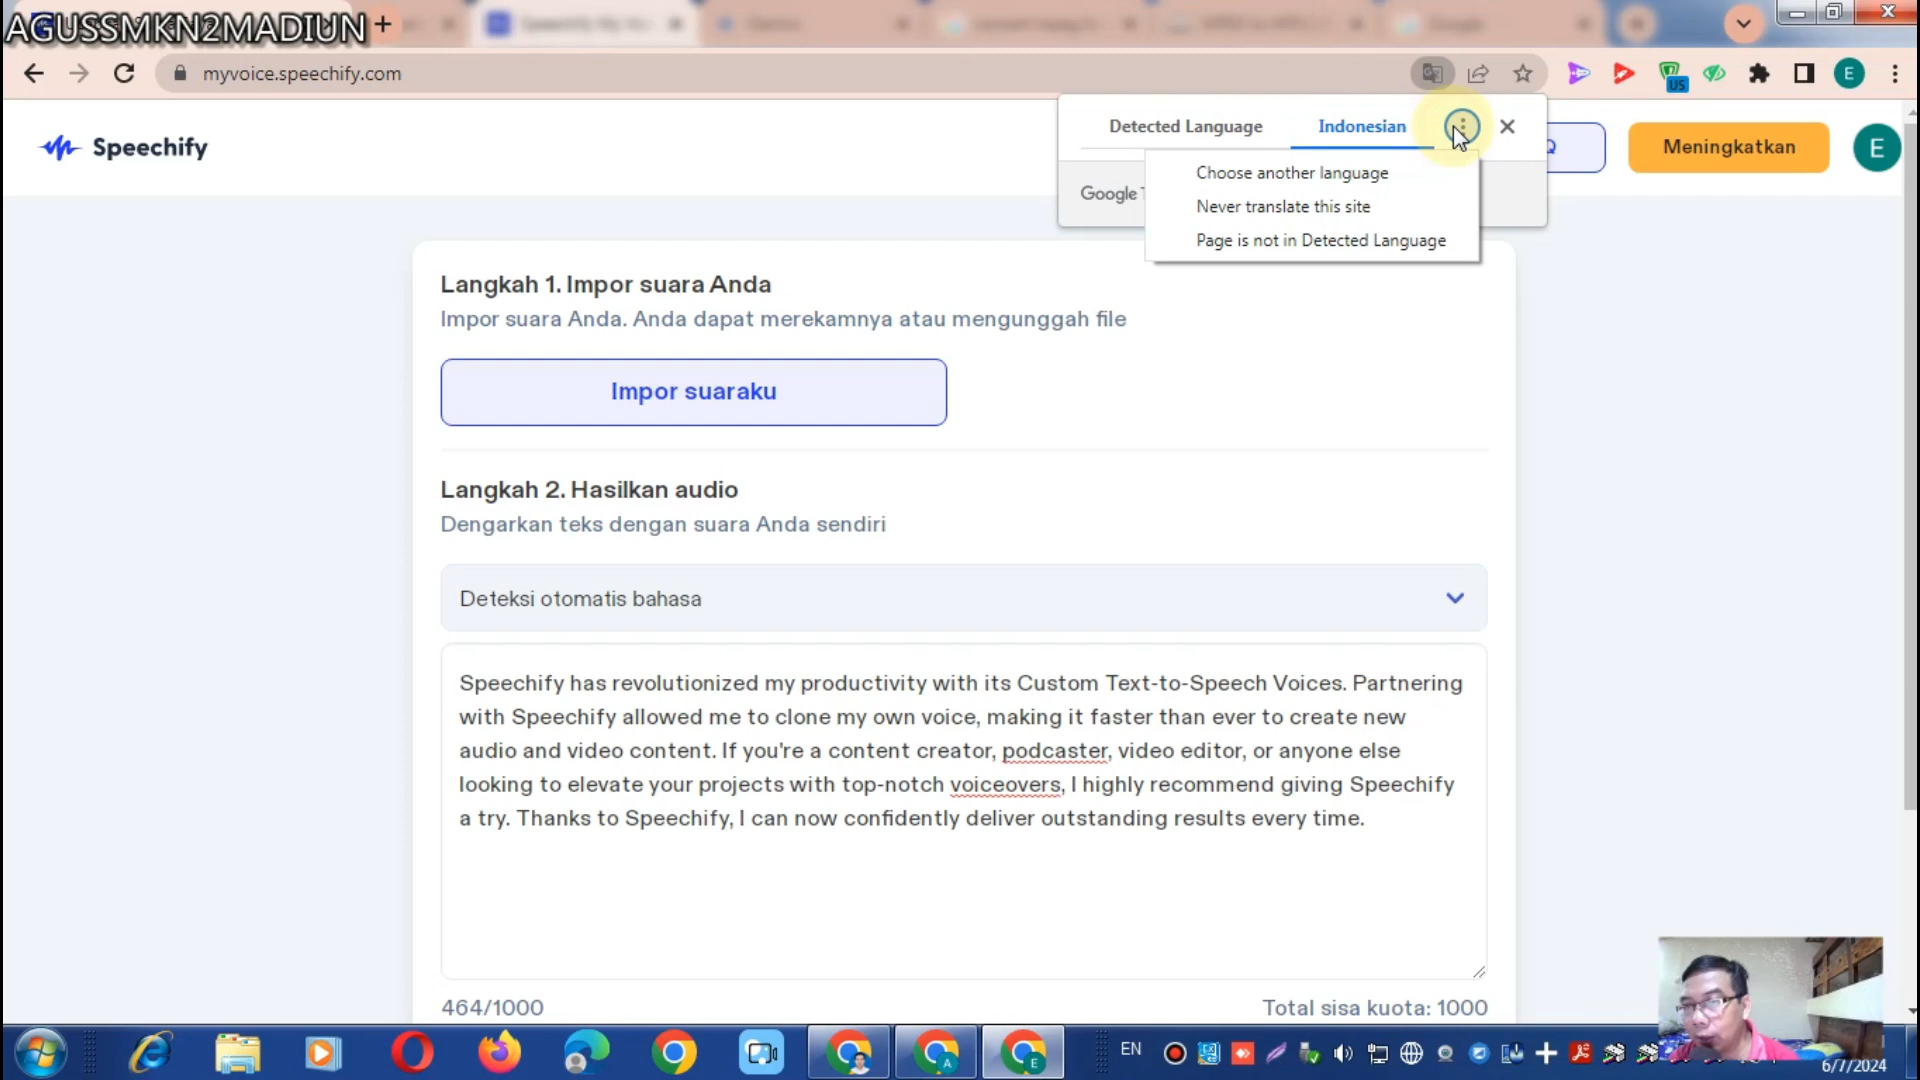 AGUSSMKN2MADIUN
myvoice.speechify.com
US
E
Speechify
Detected Language
Indonesian
Google
Choose another language
Never translate this site
Page is not in Detected Language
Meningkatkan
E
Langkah 1. Impor suara Anda
Impor suara Anda. Anda dapat merekamnya atau mengunggah file
Impor suaraku
Langkah 2. Hasilkan audio
Dengarkan teks dengan suara Anda sendiri
Deteksi otomatis bahasa
Speechify has revolutionized my productivity with its Custom Text-to-Speech Voices. Partnering
with Speechify allowed me to clone my own voice, making it faster than ever to create new
audio and video content. If you're a content creator, podcaster, video editor, or anyone else
looking to elevate your projects with top-notch voiceovers, I highly recommend giving Speechify
a try. Thanks to Speechify, I can now confidently deliver outstanding results every time.
464/1000
Total sisa kuota: 1000
A
E
EN
6/7/2024